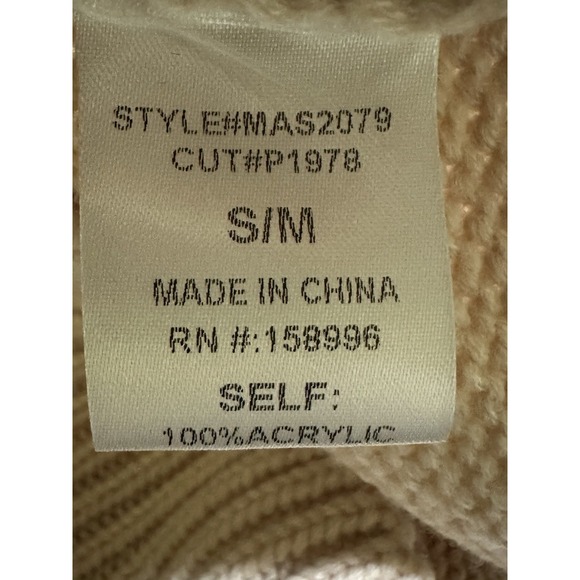 STYLE#MAS2079
CUT#P1978
S/M
MADE IN CHINA
RN #:158996
SELF:
100%ACRYLIC